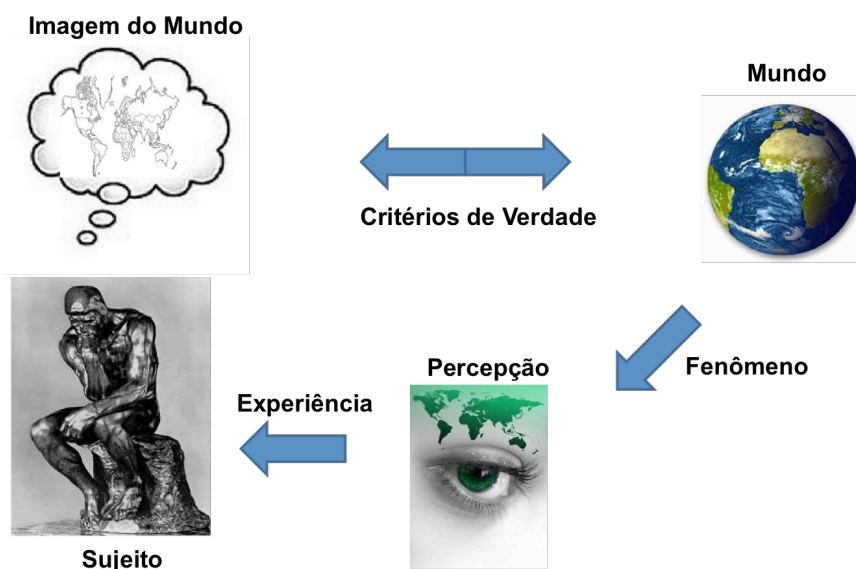 Imagem do Mundo
Mundo
Critérios de Verdade
Percepção
Fenômeno
Experiência
Sujeito